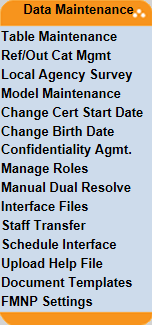 Data Maintenance
Table Maintenance
Ref/Out Cat Mgmt
Local Agency Survey
Model Maintenance
Change Cert Start Date
Change Birth Date
Confidentiality Agmt.
Manage Roles
Manual Dual Resolve
Interface Files
Staff Transfer
Schedule Interface
Upload Help File
Document Templates
FMNP Settings